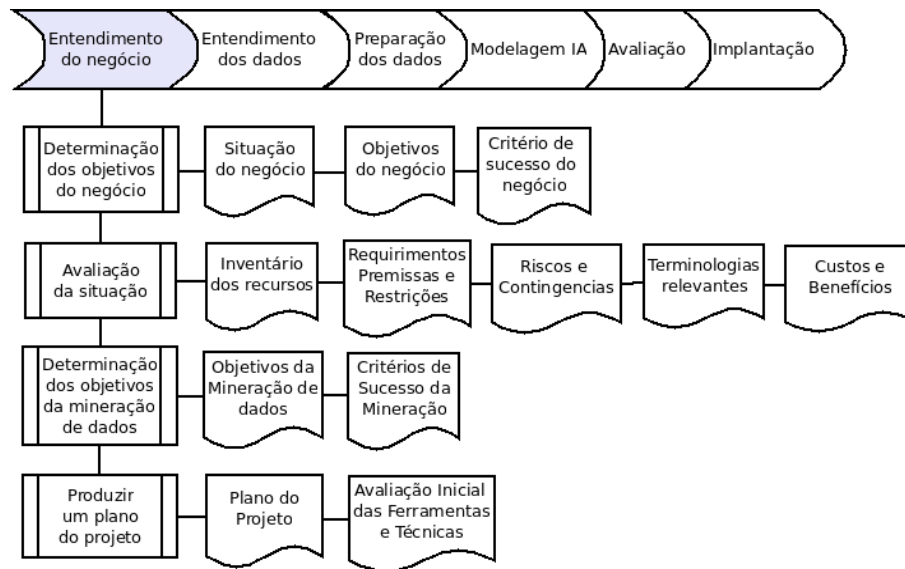 Entendimento
do negócio
Entendimento
dos dados
Preparação
dos dados
Modelagem IA
Avaliação
Implantação
Determinação
dos objetivos
do negócio
Situação
do negócio
Objetivos
do negócio
Critério de
sucesso do
negócio
Avaliação
da situação
Inventário
dos recursos
Requirimentos
Premissas e
Restrições
Riscos e
Contingencias
Terminologias
relevantes
Custos e
Benefícios
Determinação
dos objetivos
da mineração
de dados
Objetivos da
Mineração de
dados
Critérios de
Sucesso da
Mineração
Produzir
um plano
do projeto
Plano do
Projeto
Avaliação Inicial
das Ferramentas
e Técnicas